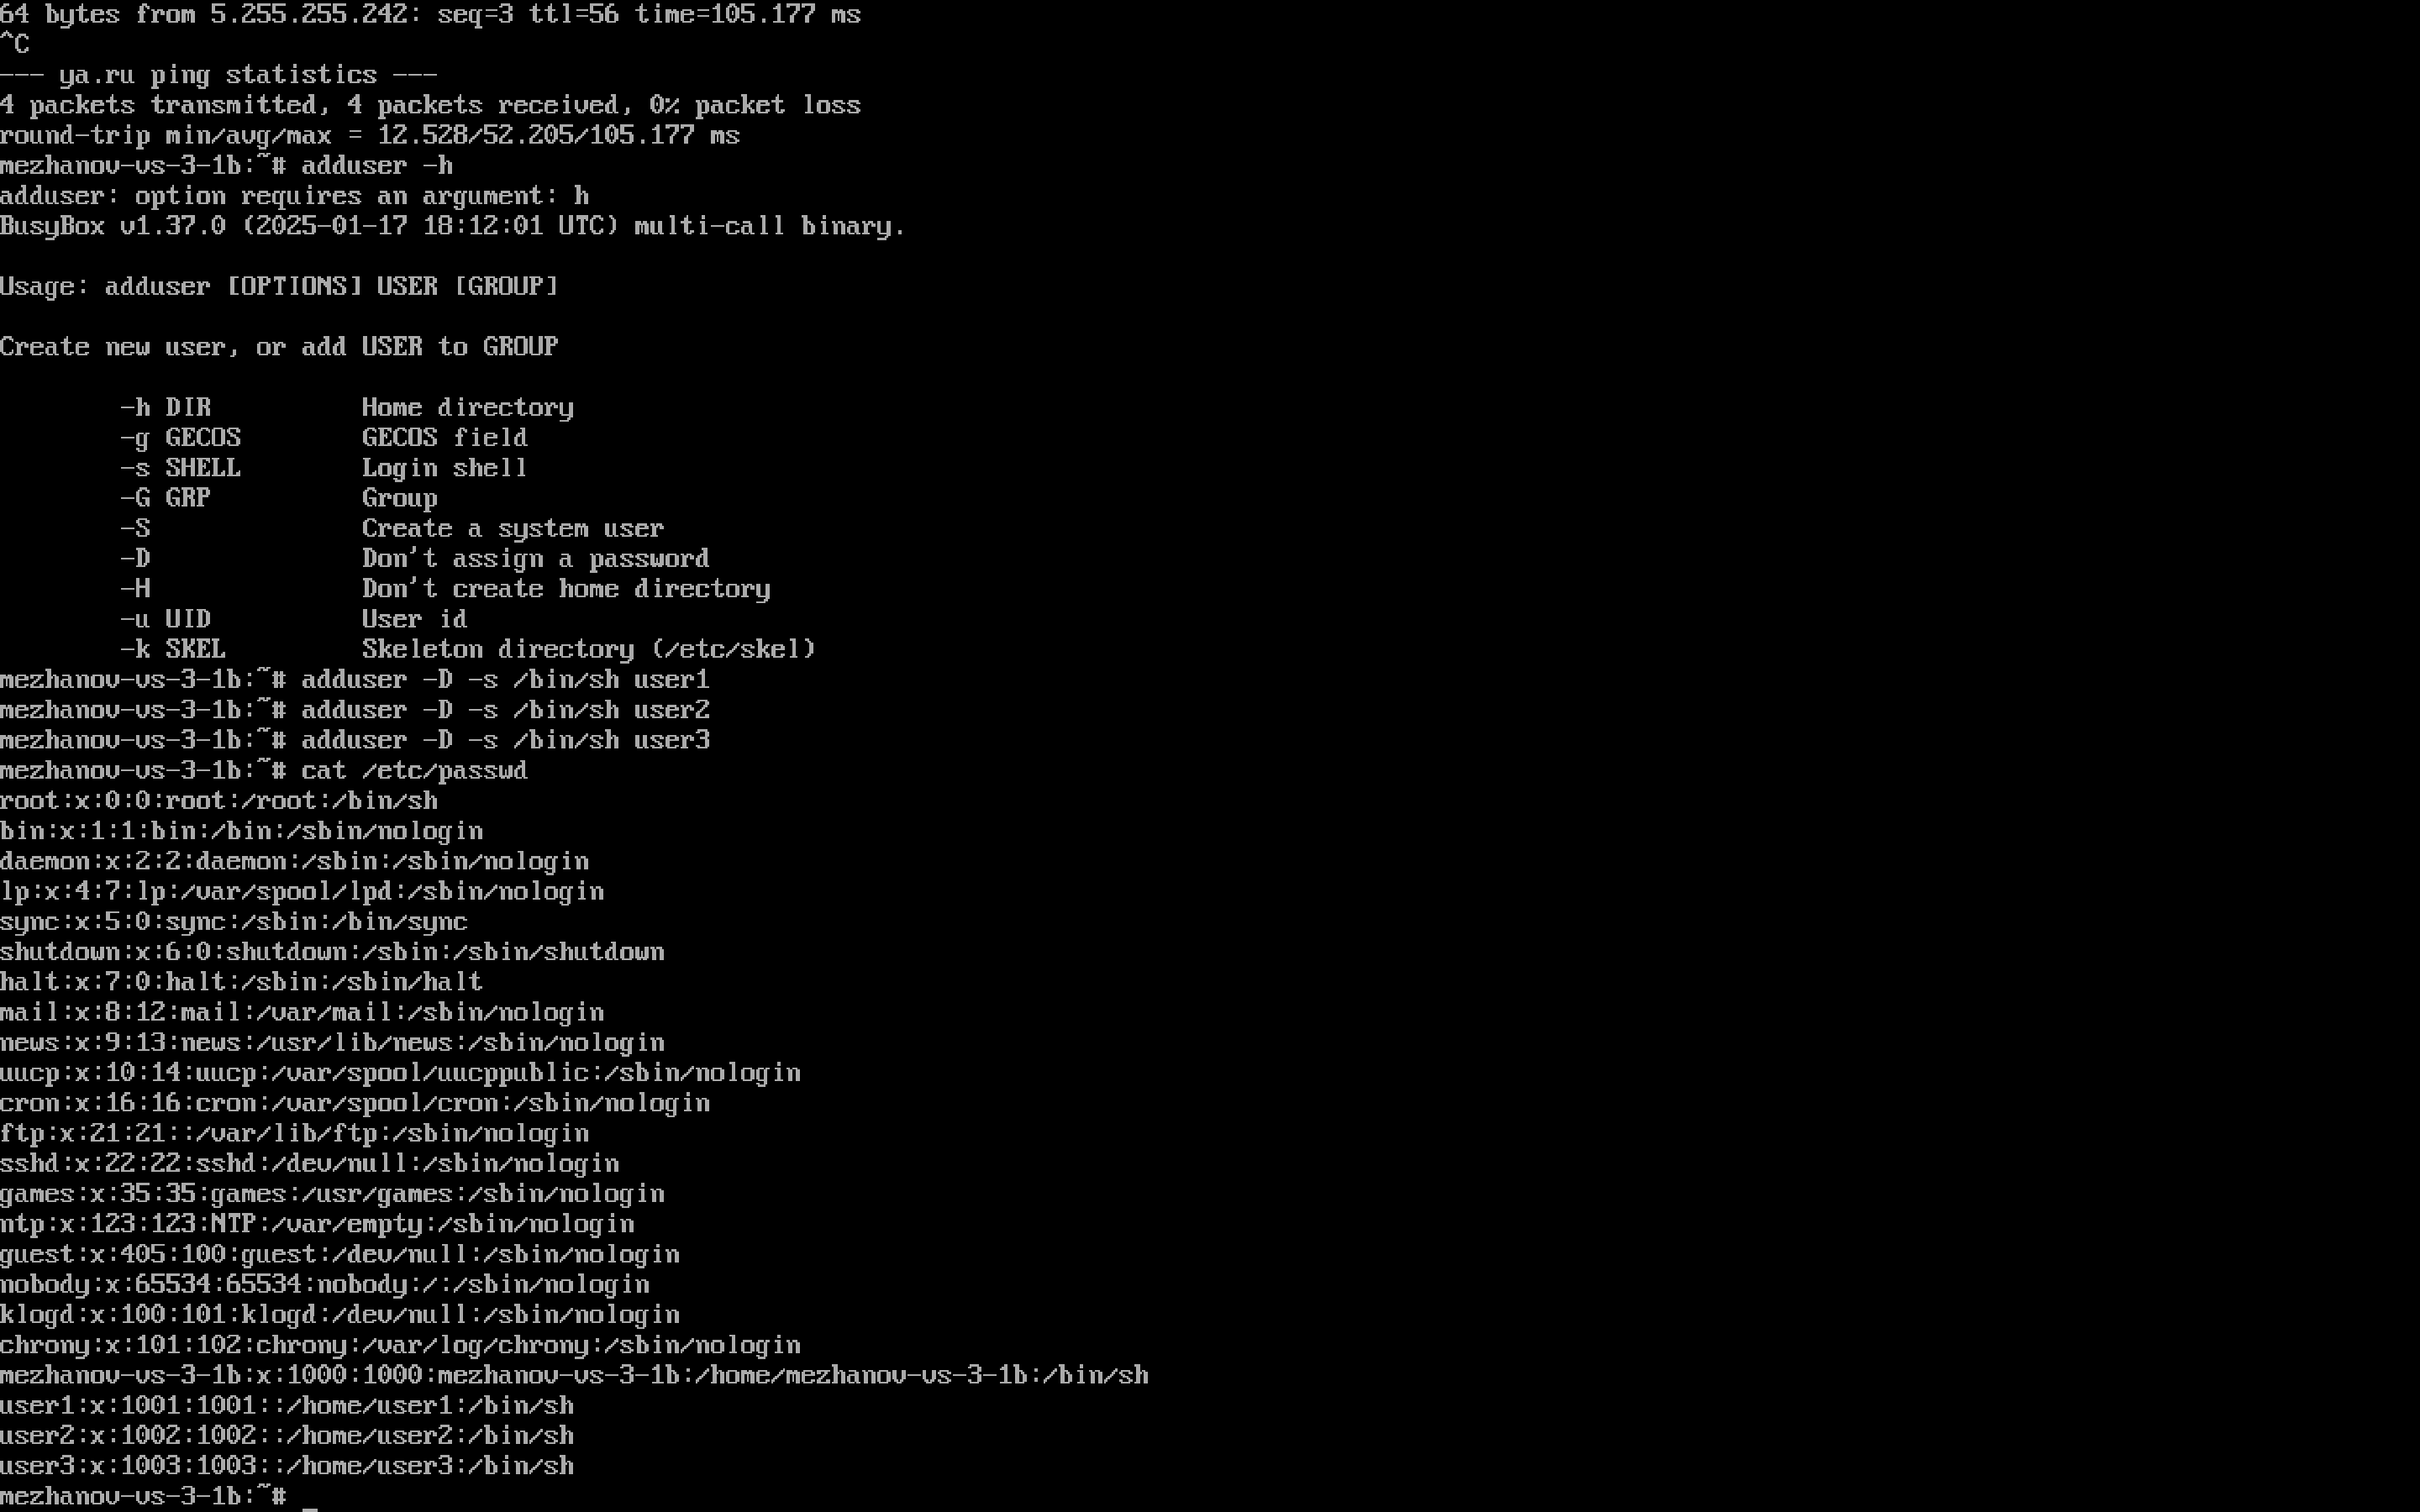 64 bytes from 5.255.255.242: seq=3 ttl=56 time=105.177 ms
^C
--- ya.ru ping statistics ---
4 packets transmitted, 4 packets received, 0% packet loss
round-trip min/avg/max = 12.528/52.205/105.177 ms
mezhanov-vs-3-1b:~# adduser -h
adduser: option requires an argument: h
BusyBox v1.37.0 (2025-01-17 18:12:01 UTC) multi-call binary.
Usage: adduser [OPTIONS] USER [GROUP]
Create new user, or add USER to GROUP
-h DIR Home directory
-g GECOS GECOS field
-s SHELL Login shell
-G GRP Group
-S Create a system user
-D Don't assign a password
-H Don't create home directory
-u UID User id
-k SKEL Skeleton directory (/etc/skel)
mezhanov-vs-3-1b:~# adduser -D -s /bin/sh user1
mezhanov-vs-3-1b:~# adduser -D -s /bin/sh user2
mezhanov-vs-3-1b:~# adduser -D -s /bin/sh user3
mezhanov-vs-3-1b:~# cat /etc/passwd
root:x:0:0:root:/root:/bin/sh
bin:x:1:1:bin:/bin:/sbin/nologin
daemon:x:2:2:daemon:/sbin:/sbin/nologin
lp:x:4:7:lp:/var/spool/lpd:/sbin/nologin
sync:x:5:0:sync:/sbin:/bin/sync
shutdown:x:6:0:shutdown:/sbin:/sbin/shutdown
halt:x:7:0:halt:/sbin:/sbin/halt
mail:x:8:12:mail:/var/mail:/sbin/nologin
news:x:9:13:news:/usr/lib/news:/sbin/nologin
uucp:x:10:14:uucp:/var/spool/uucppublic:/sbin/nologin
cron:x:16:16:cron:/var/spool/cron:/sbin/nologin
ftp:x:21:21::/var/lib/ftp:/sbin/nologin
sshd:x:22:22:sshd:/dev/null:/sbin/nologin
games:x:35:35:games:/usr/games:/sbin/nologin
ntp:x:123:123:NTP:/var/empty:/sbin/nologin
guest:x:405:100:guest:/dev/null:/sbin/nologin
nobody:x:65534:65534:nobody:/:/sbin/nologin
klogd:x:100:101:klogd:/dev/null:/sbin/nologin
chrony:x:101:102:chrony:/var/log/chrony:/sbin/nologin
mezhanov-vs-3-1b:x:1000:1000:mezhanov-vs-3-1b:/home/mezhanov-vs-3-1b:/bin/sh
user1:x:1001:1001::/home/user1:/bin/sh
user2:x:1002:1002::/home/user2:/bin/sh
user3:x:1003:1003::/home/user3:/bin/sh
mezhanov-vs-3-1b:~# _